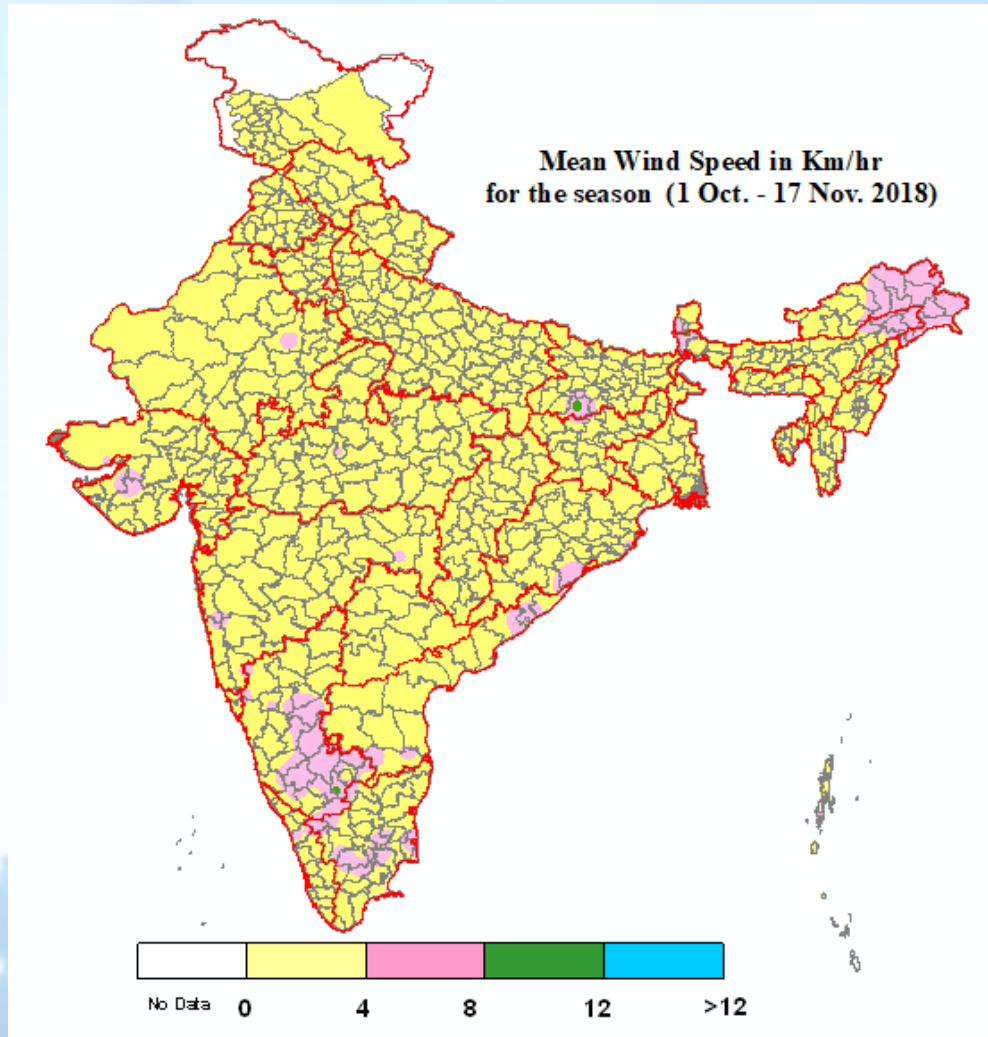 Mean Wind Speed in Km/hr
for the season (1 Oct. - 17 Nov. 2018)
No Data 0 4 8 12 >12